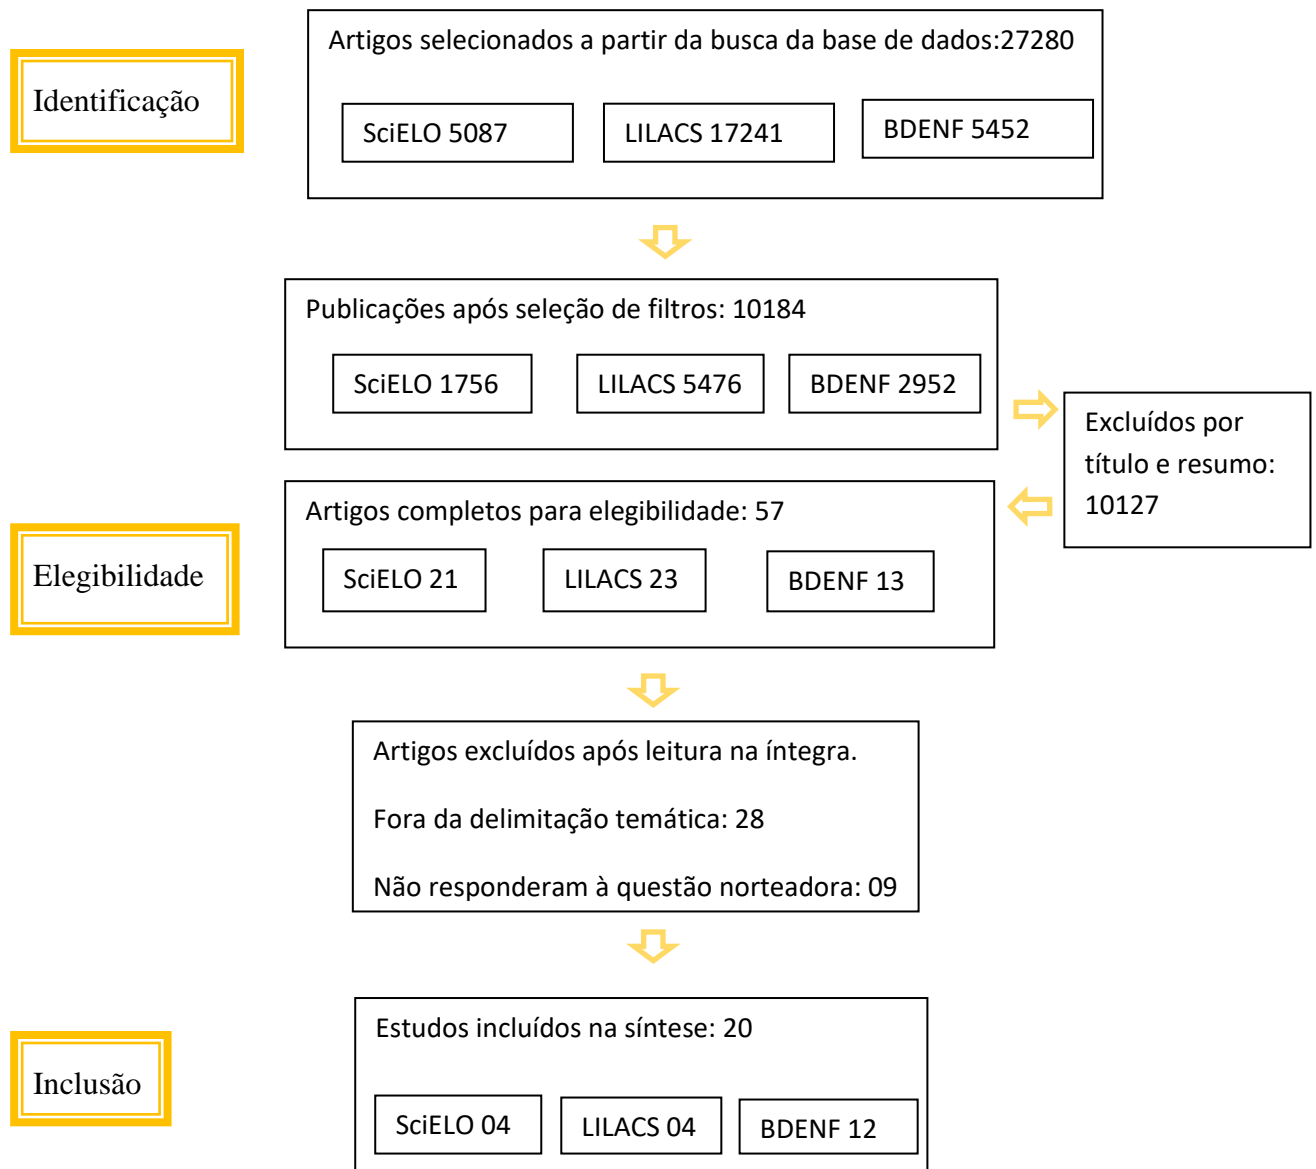 Identificação
Artigos selecionados a partir da busca da base de dados:27280
SciELO 5087
LILACS 17241
BDENF 5452
Publicações após seleção de filtros: 10184
SciELO 1756
LILACS 5476
BDENF 2952
Excluídos por
título e resumo:
10127
Elegibilidade
Artigos completos para elegibilidade: 57
SciELO 21
LILACS 23
BDENF 13
Artigos excluídos após leitura na íntegra.
Fora da delimitação temática: 28
Não responderam à questão norteadora: 09
Inclusão
Estudos incluídos na síntese: 20
SciELO 04
LILACS 04
BDENF 12